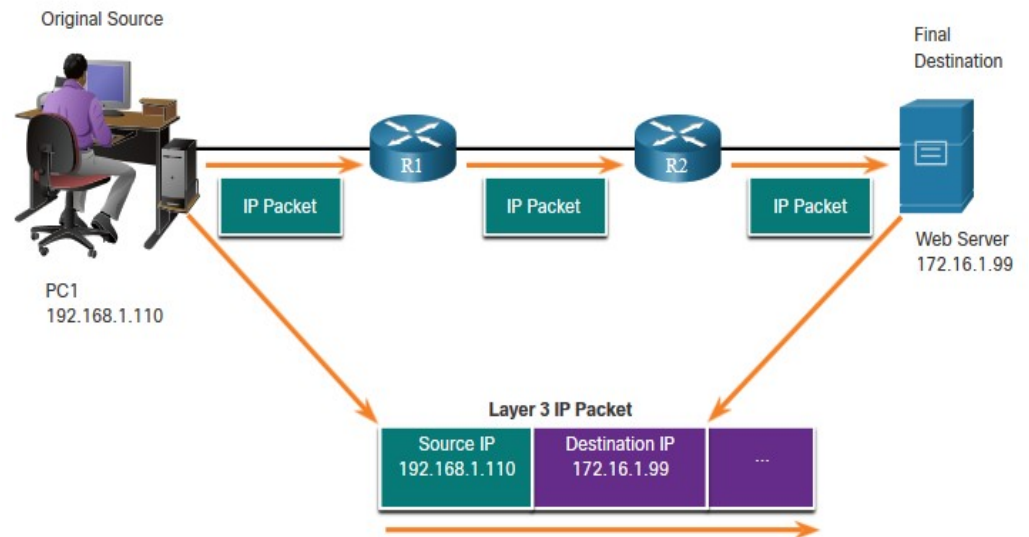 Original Source
Final
Destination
R1
R2
IP Packet
IP Packet
IP Packet
Web Server
172.16.1.99
PC1
192.168.1.110
Layer 3 IP Packet
Source IP
192.168.1.110
Destination IP
172.16.1.99
...